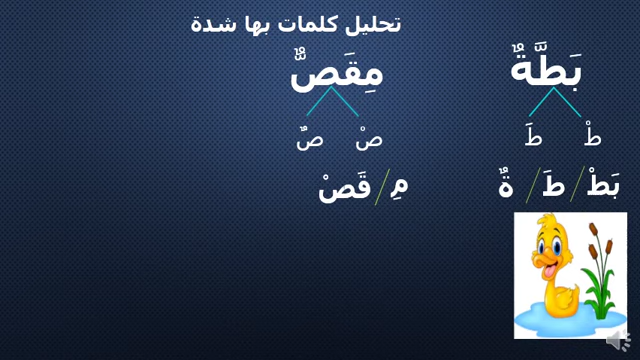 تحليل كلمات بها شدة
بَطَّةٌ مِقَصٌّ
طْ طَ صْ صٌ
بَطْ / طَ / ةٌ مِ / قَصْ